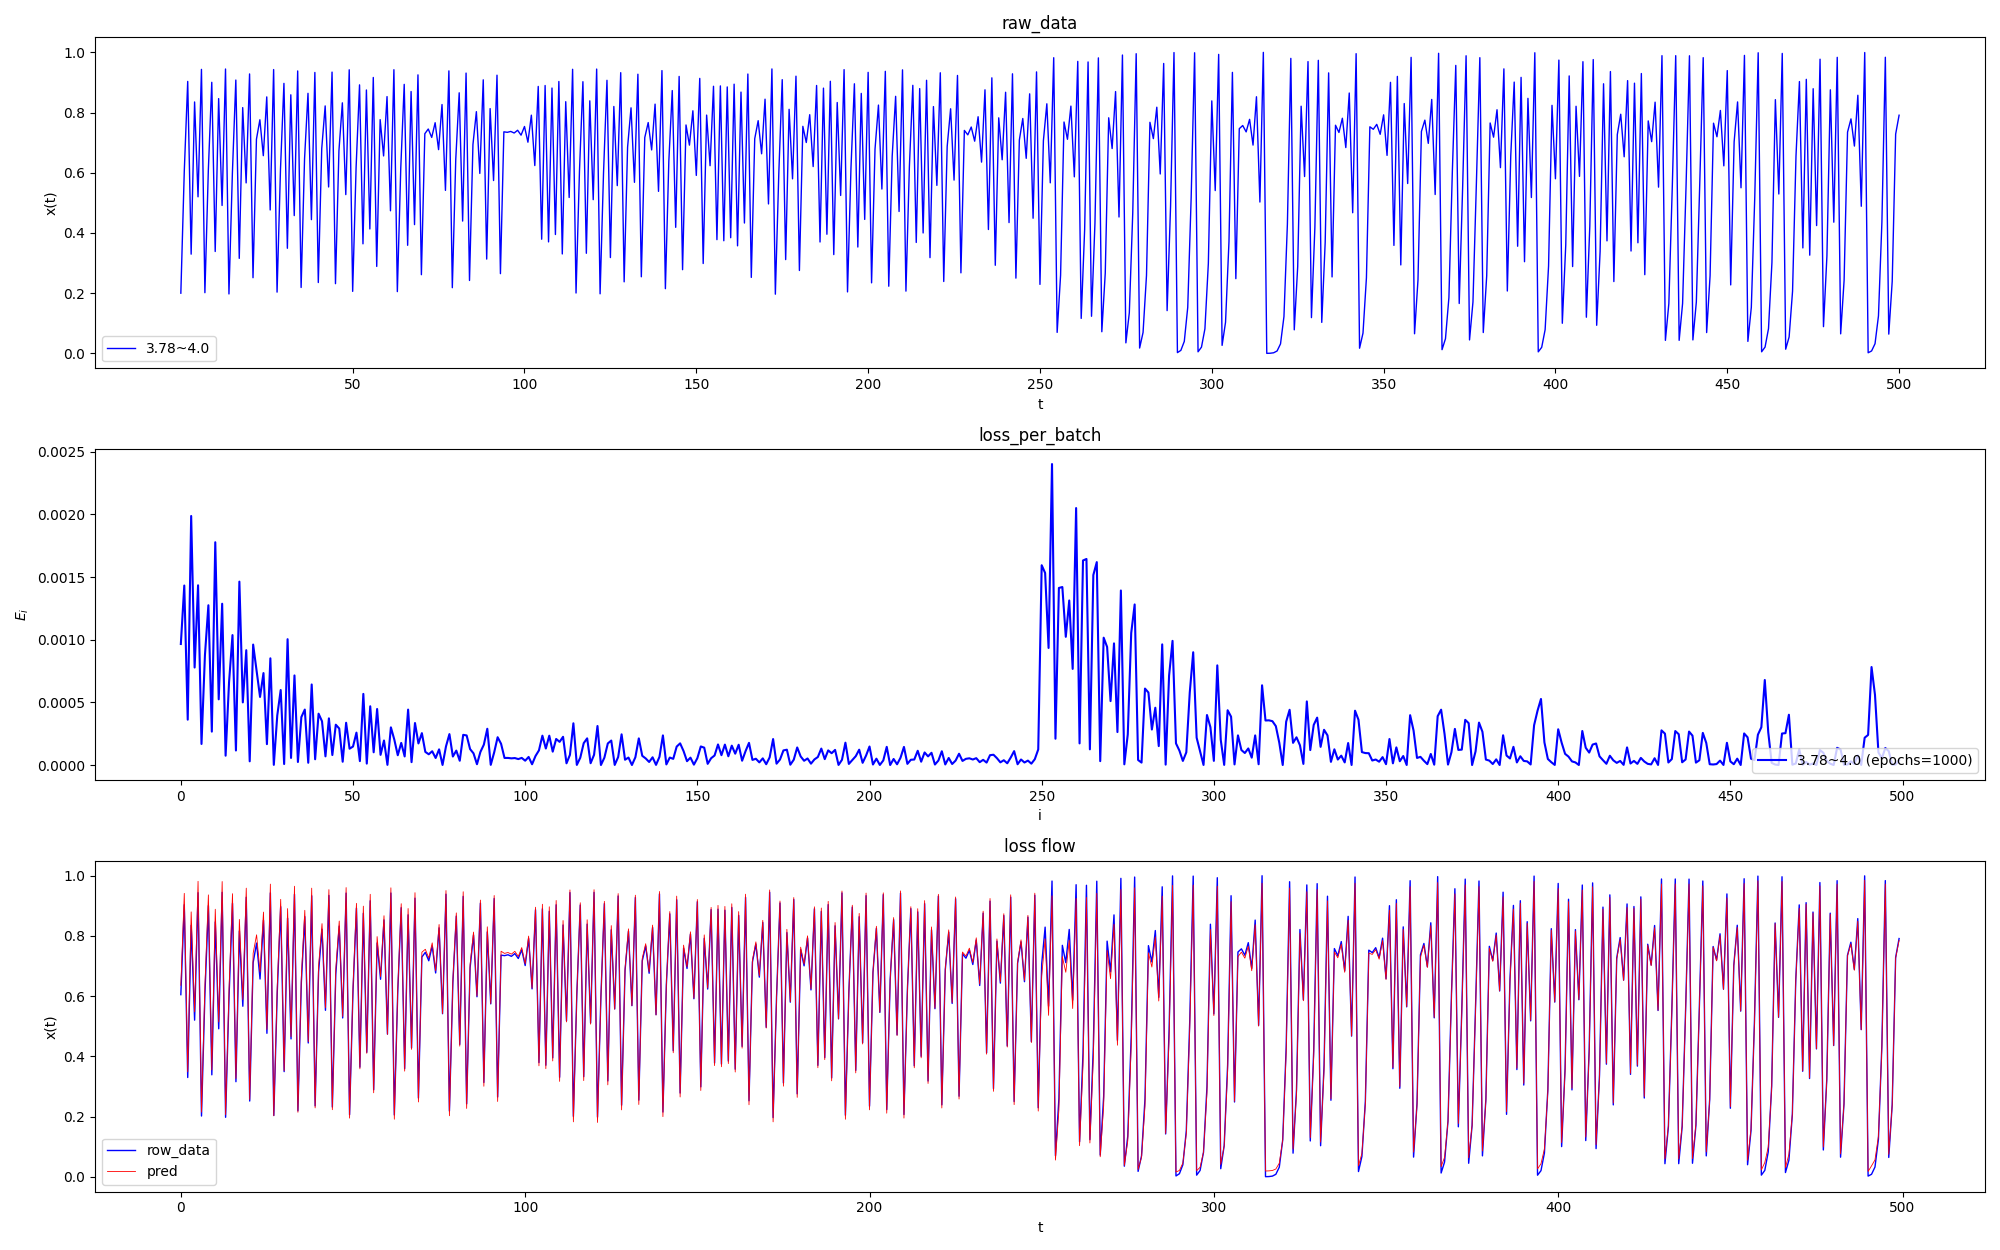 raw_data
1.0
0.8
0.6
0.4
0.2
0.0
x(t)
3.78~4.0
50 100 150 200 250 300 350 400 450 500
t
loss_per_batch
0.0025
0.0020
0.0015
0.0010
0.0005
0.0000
E_i
3.78~4.0 (epochs=1000)
0 50 100 150 200 250 300 350 400 450 500
i
loss flow
1.0
0.8
0.6
0.4
0.2
0.0
x(t)
row_data
pred
0 100 200 300 400 500
t